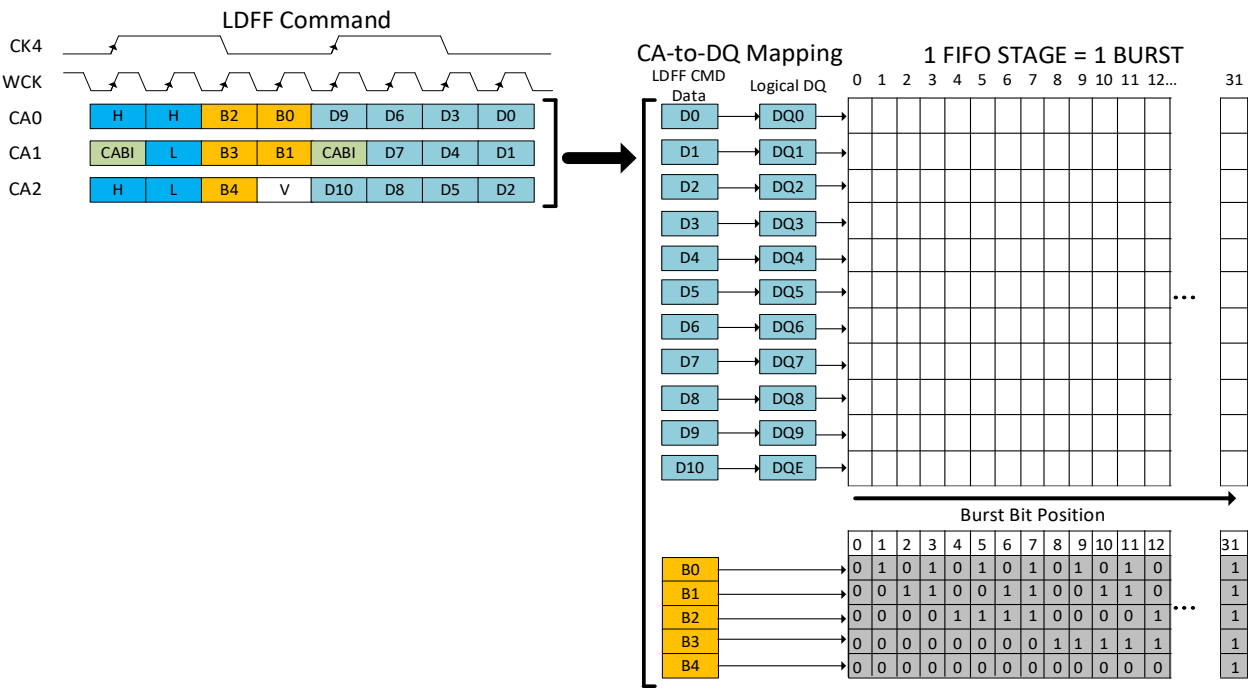 LDFF Command
CK4
WCK
CA0 H H B2 B0 D9 D6 D3 D0
CA1 CABI L B3 B1 CABI D7 D4 D1
CA2 H L B4 V D10 D8 D5 D2
CA-to-DQ Mapping
LDFF CMD
Data
Logical DQ
1 FIFO STAGE = 1 BURST
0 1 2 3 4 5 6 7 8 9 10 11 12... 31
D0 DQ0
D1 DQ1
D2 DQ2
D3 DQ3
D4 DQ4
D5 DQ5
...
D6 DQ6
D7 DQ7
D8 DQ8
D9 DQ9
D10 DQE
Burst Bit Position
0 1 2 3 4 5 6 7 8 9 10 11 12 31
B0 0 1 0 1 0 1 0 1 0 1 0 1 0 1
B1 0 0 1 1 0 0 1 1 0 0 1 1 0 ... 1
B2 0 0 0 0 1 1 1 1 0 0 0 0 1 1
B3 0 0 0 0 0 0 0 0 1 1 1 1 1 1
B4 0 0 0 0 0 0 0 0 0 0 0 0 0 1